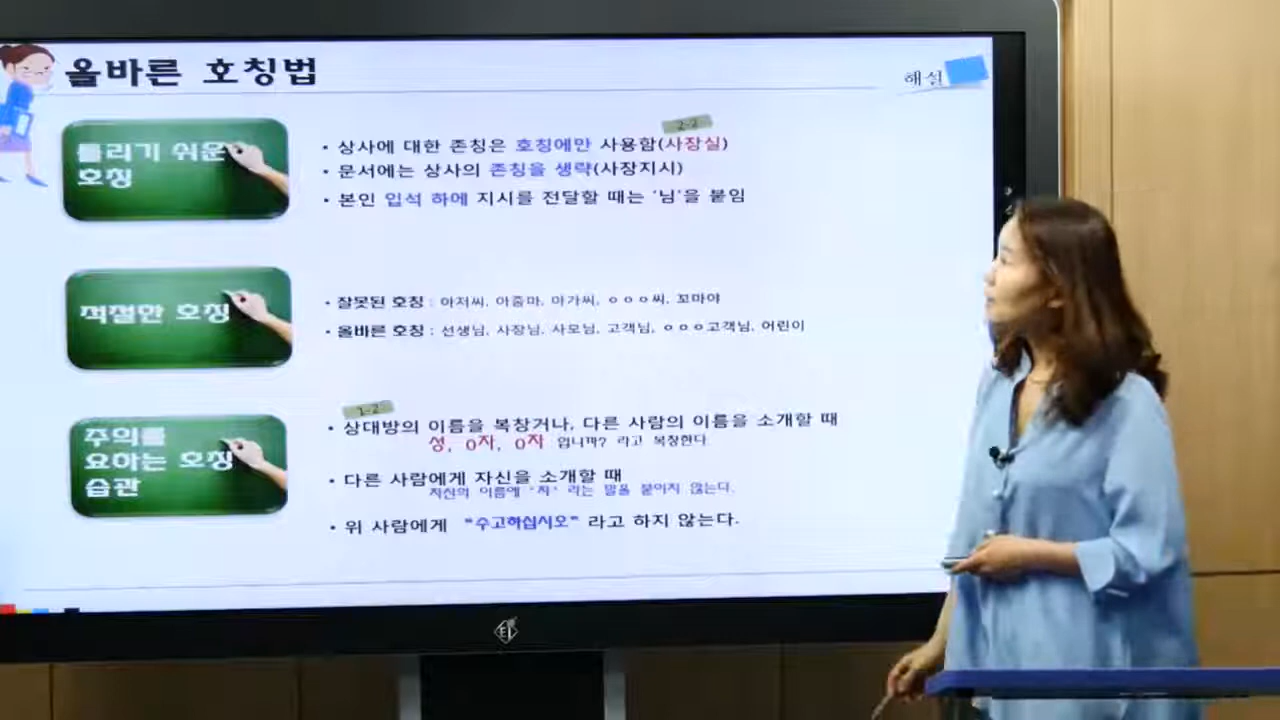 올바른 호칭법
해설
틀리기 쉬운
호칭
2-2
• 상사에 대한 존칭은 호칭에만 사용함(사장실)
• 문서에는 상사의 존칭을 생략(사장지시)
• 본인 입석 하에 지시를 전달할 때는 '님'을 붙임
적절한 호칭
• 잘못된 호칭 : 아저씨, 아줌마, 아가씨, ㅇㅇㅇ씨, 꼬마야
• 올바른 호칭 : 선생님, 사장님, 사모님, 고객님, ㅇㅇㅇ고객님, 어린이
주의를
요하는 호칭
습관
1-2
• 상대방의 이름을 복창거나, 다른 사람의 이름을 소개할 때
성, 0자, 0자 입니까? 라고 복창한다
• 다른 사람에게 자신을 소개할 때
자신의 이름에 '자' 라는 말을 붙이지 않는다.
• 위 사람에게 "수고하십시오" 라고 하지 않는다.